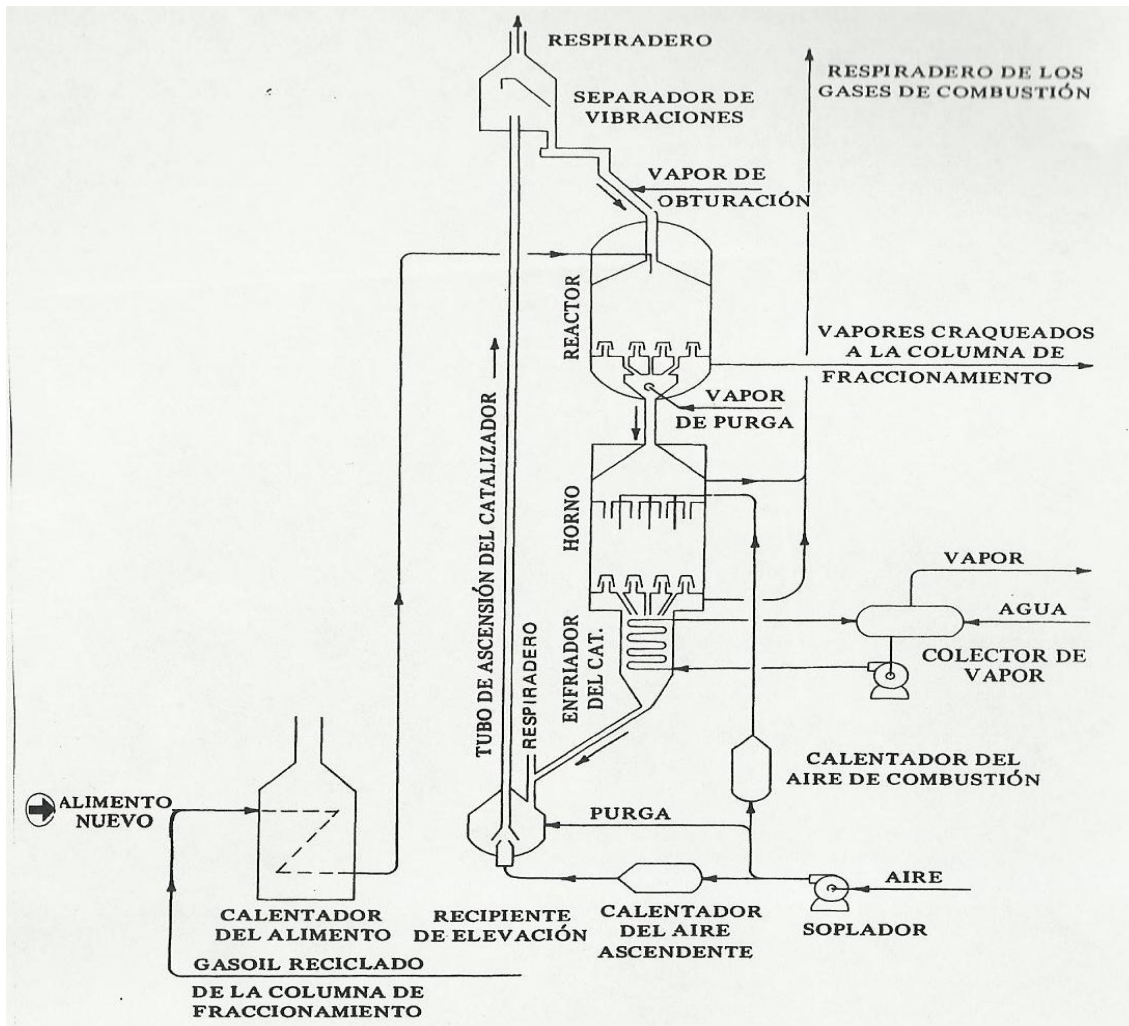 RESPIRADERO
RESPIRADERO DE LOS
GASES DE COMBUSTIÓN
SEPARADOR DE
VIBRACIONES
VAPOR DE
OBTURACIÓN
REACTOR
VAPORES CRAQUEADOS
A LA COLUMNA DE
FRACCIONAMIENTO
VAPOR
DE PURGA
TUBO DE ASCENSIÓN DEL CATALIZADOR
HORNO
VAPOR
AGUA
COLECTOR DE
VAPOR
ENFRIADOR
DEL CAT.
RESPIRADERO
CALENTADOR DEL
AIRE DE COMBUSTIÓN
ALIMENTO
NUEVO
PURGA
AIRE
CALENTADOR
DEL ALIMENTO
RECIPIENTE
DE ELEVACIÓN
CALENTADOR
DEL AIRE
ASCENDENTE
SOPLADOR
GASOIL RECICLADO
DE LA COLUMNA DE
FRACCIONAMIENTO